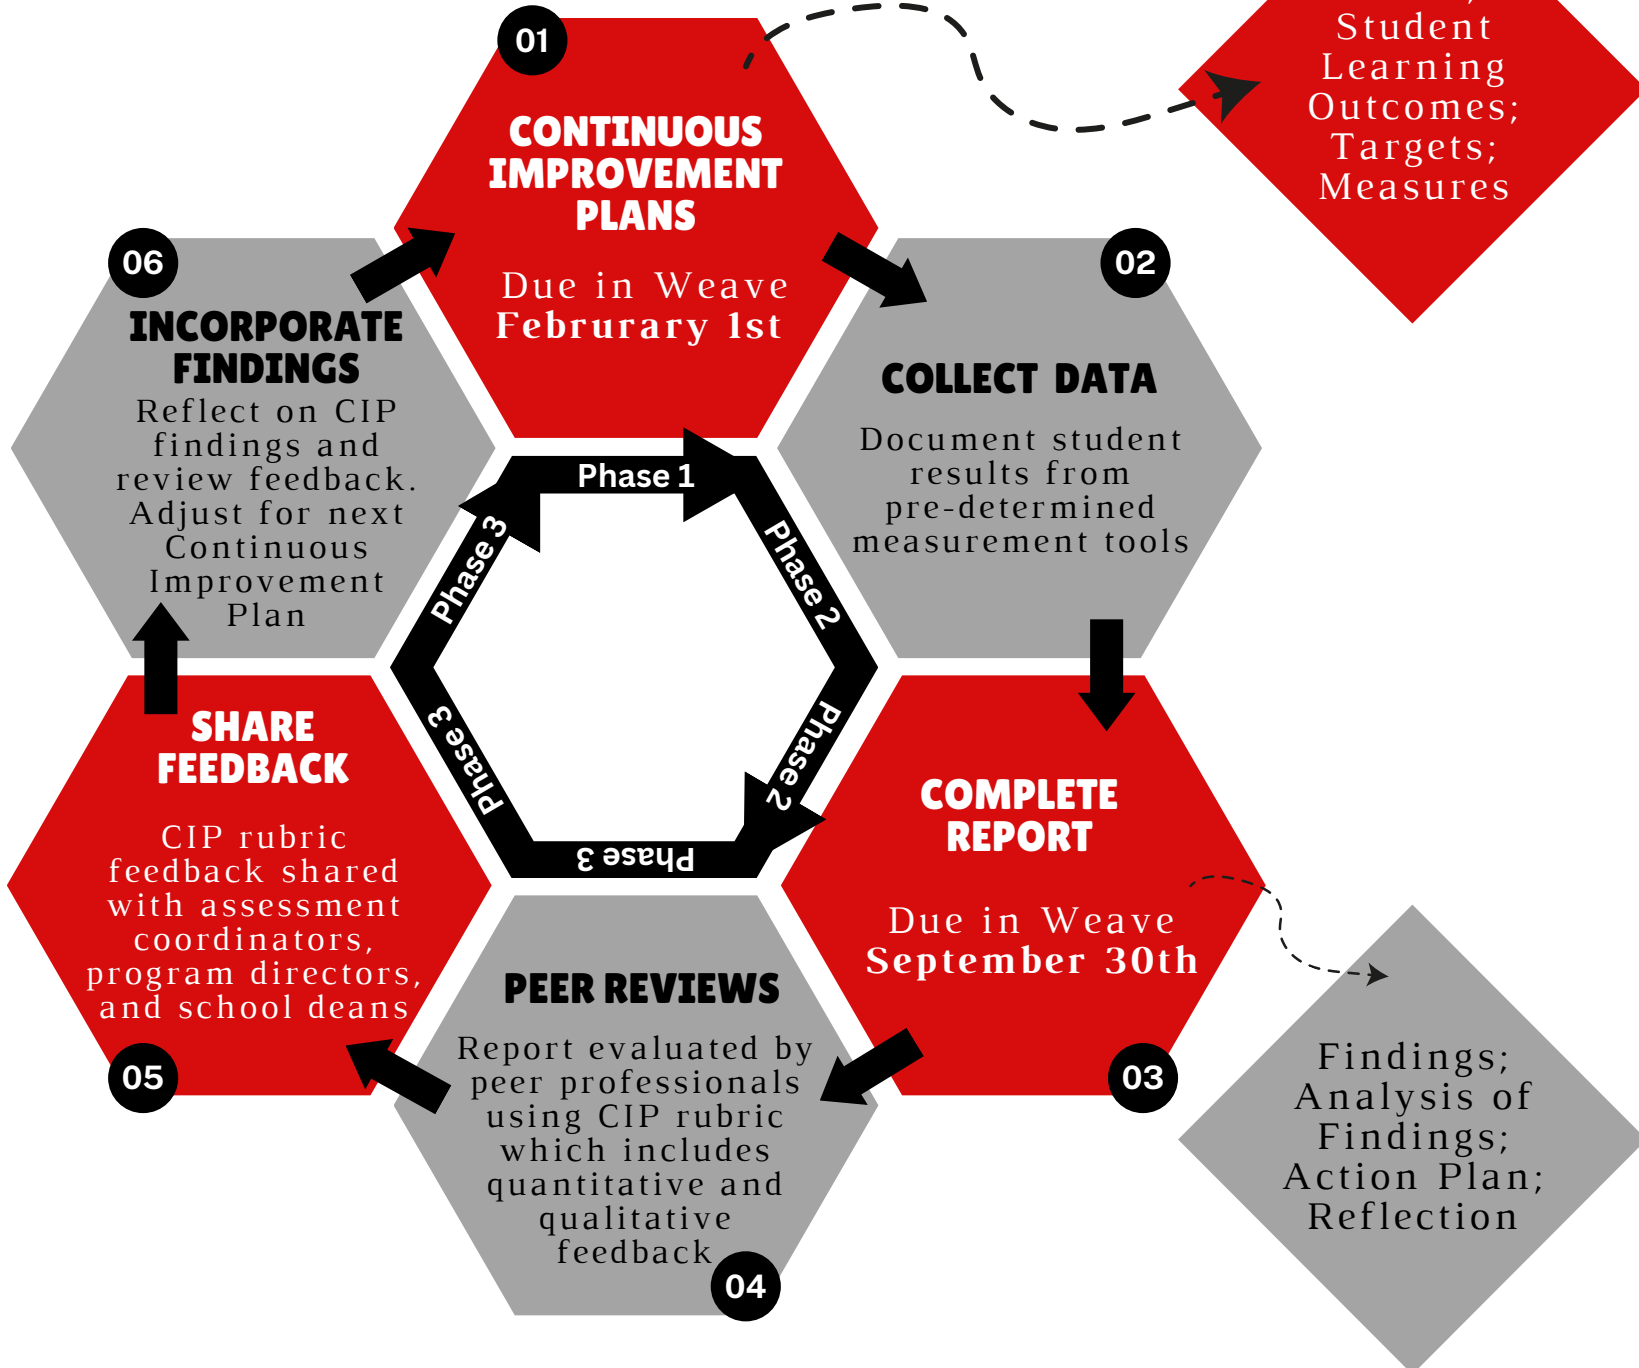 01
CONTINUOUS
IMPROVEMENT
PLANS
Due in Weave
Februrary 1st
Student
Learning
Outcomes;
Targets;
Measures
02
COLLECT DATA
Document student
results from
pre-determined
measurement tools
03
COMPLETE
REPORT
Due in Weave
September 30th
Findings;
Analysis of
Findings;
Action Plan;
Reflection
04
PEER REVIEWS
Report evaluated by
peer professionals
using CIP rubric
which includes
quantitative and
qualitative
feedback
05
SHARE
FEEDBACK
CIP rubric
feedback shared
with assessment
coordinators,
program directors,
and school deans
06
INCORPORATE
FINDINGS
Reflect on CIP
findings and
review feedback.
Adjust for next
Continuous
Improvement
Plan
Phase 1
Phase 2
Phase 2
Phase 3
Phase 3
Phase 3